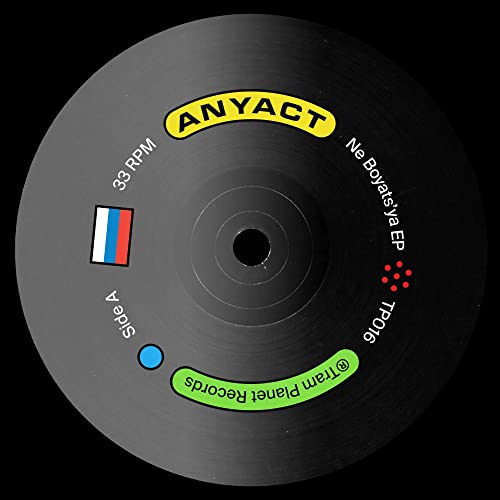 ANYACT
Ne Boyats'ya EP
TP016
®Tram Planet Records
Side A
33 RPM